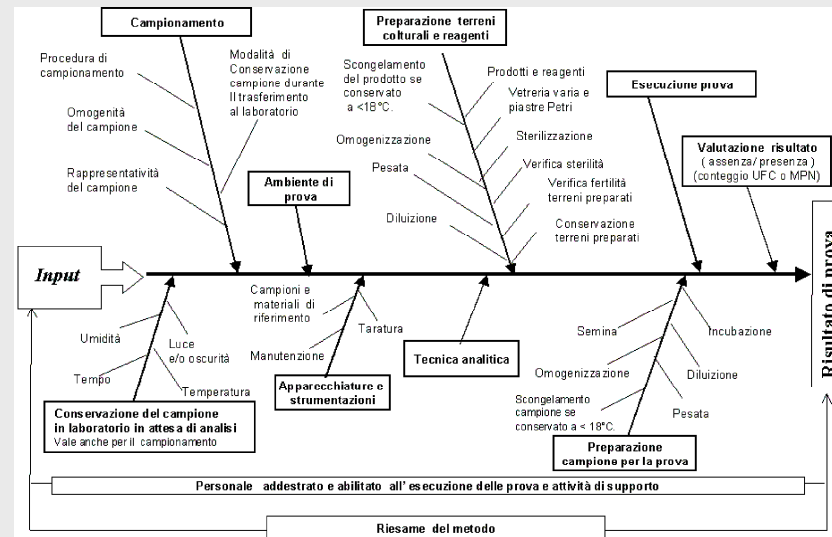 Campionamento
Procedura di
campionamento
Omogenità
del campione
Rappresentatività
del campione
Modalità di
Conservazione
campione durante
Il trasferimento
al laboratorio
Ambiente di
prova
Preparazione terreni
colturali e reagenti
Scongelamento
del prodotto se
conservato
a <18°C.
Omogenizzazione
Pesata
Diluizione
Prodotti e reagenti
Vetreria varia e
piastre Petri
Sterilizzazione
Verifica sterilità
Verifica fertilità
terreni preparati
Conservazione
terreni preparati
Esecuzione prova
Valutazione risultato
( assenza/ presenza )
(conteggio UFC o MPN)
Input
Risultato di prova
Umidità
Tempo
Luce
e/o oscurità
Temperatura
Conservazione del campione
in laboratorio in attesa di analisi
Vale anche per il campionamento
Campioni e
materiali di
riferimento
Manutenzione
Taratura
Apparecchiature e
strumentazioni
Tecnica analitica
Semina
Omogenizzazione
Scongelamento
campione se
conservato a < 18°C.
Incubazione
Diluizione
Pesata
Preparazione
campione per la prova
Personale addestrato e abilitato all' esecuzione delle prova e attività di supporto
Riesame del metodo